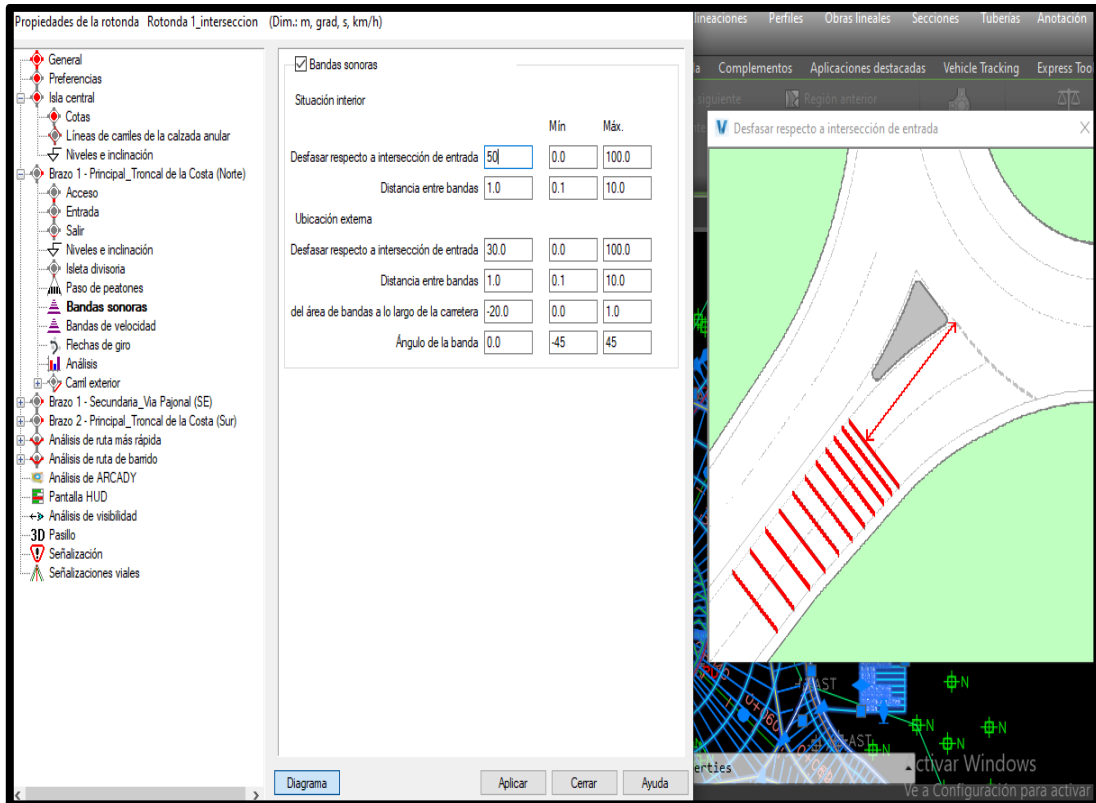 Propiedades de la rotonda Rotonda 1_interseccion (Dim.: m, grad, s, km/h)
General
Preferencias
Isla central
Cotas
Líneas de carriles de la calzada anular
Niveles e inclinación
Brazo 1 - Principal_Troncal de la Costa (Norte)
Acceso
Entrada
Salir
Niveles e inclinación
Isleta divisoria
Paso de peatones
Bandas sonoras
Bandas de velocidad
Flechas de giro
Análisis
Carril exterior
Brazo 1 - Secundaria_Via Pajonal (SE)
Brazo 2 - Principal_Troncal de la Costa (Sur)
Análisis de ruta más rápida
Análisis de ruta de barrido
Análisis de ARCADY
Pantalla HUD
Análisis de visibilidad
3D Pasillo
Señalización
Señalizaciones viales
Bandas sonoras
Situación interior
Mín Máx.
Desfasar respecto a intersección de entrada 50 0.0 100.0
Distancia entre bandas 1.0 0.1 10.0
Ubicación externa
Desfasar respecto a intersección de entrada 30.0 0.0 100.0
Distancia entre bandas 1.0 0.1 10.0
del área de bandas a lo largo de la carretera -20.0 0.0 1.0
Ángulo de la banda 0.0 -45 45
Diagrama Aplicar Cerrar Ayuda
lineaciones Perfiles Obras lineales Secciones Tuberías Anotación
Complementos Aplicaciones destacadas Vehicle Tracking Express Too
siguiente Región anterior
Desfasar respecto a intersección de entrada
AST N
0+060
N N
AST N N
erties
ctivar Windows
Ve a Configuración para activar